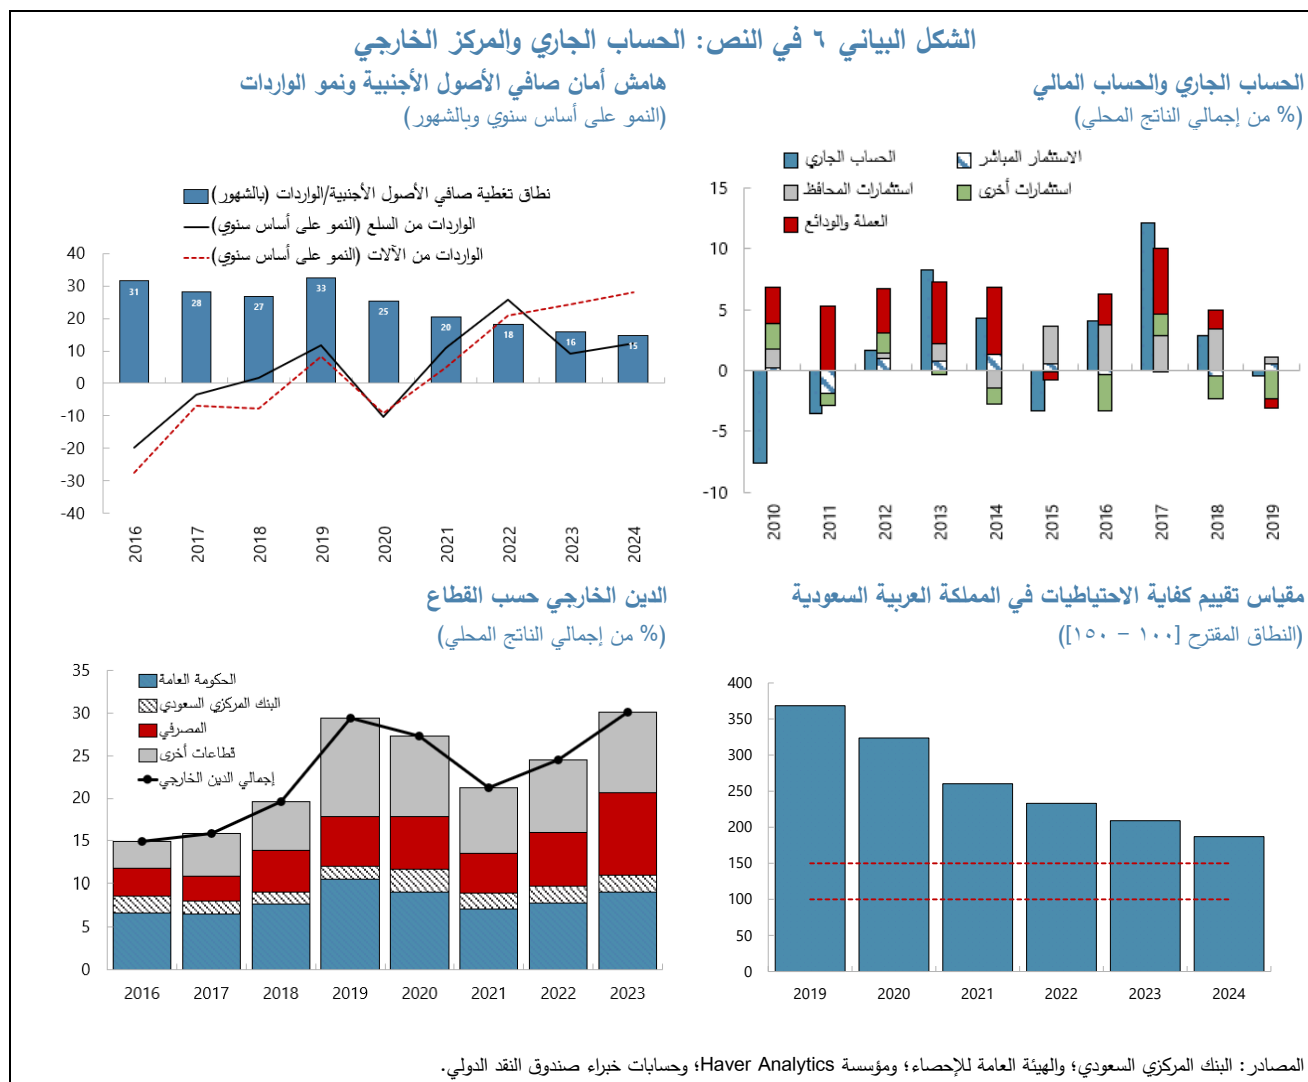 الشكل البياني ٦ في النص: الحساب الجاري والمركز الخارجي
الحساب الجاري والحساب المالي
(% من إجمالي الناتج المحلي)
الحساب الجاري
الاستثمار المباشر
استثمارات المحافظ
استثمارات أخرى
العملة والودائع
15
10
5
0
-5
-10
2010 2011 2012 2013 2014 2015 2016 2017 2018 2019
هامش أمان صافي الأصول الأجنبية ونمو الواردات
(النمو على أساس سنوي وبالشهور)
نطاق تغطية صافي الأصول الأجنبية/الواردات (بالشهور)
الواردات من السلع (النمو على أساس سنوي)
الواردات من الآلات (النمو على أساس سنوي)
40
30
20
10
0
-10
-20
-30
-40
31 28 27 33 25 20 18 16 15
2016 2017 2018 2019 2020 2021 2022 2023 2024
مقياس تقييم كفاية الاحتياطيات في المملكة العربية السعودية
(النطاق المقترح [١٠٠ - ١٥٠])
400
350
300
250
200
150
100
50
0
2019 2020 2021 2022 2023 2024
الدين الخارجي حسب القطاع
(% من إجمالي الناتج المحلي)
الحكومة العامة
البنك المركزي السعودي
المصرفي
قطاعات أخرى
إجمالي الدين الخارجي
35
30
25
20
15
10
5
0
2016 2017 2018 2019 2020 2021 2022 2023
المصادر: البنك المركزي السعودي؛ والهيئة العامة للإحصاء؛ ومؤسسة Haver Analytics؛ وحسابات خبراء صندوق النقد الدولي.